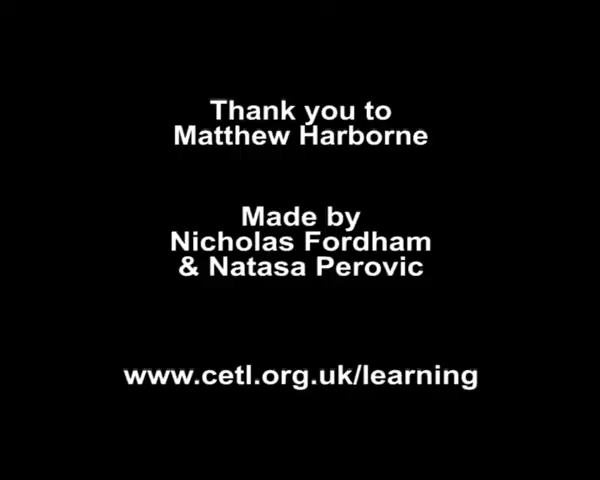 Thank you to
Matthew Harborne
Made by
Nicholas Fordham
& Natasa Perovic
www.cetl.org.uk/learning